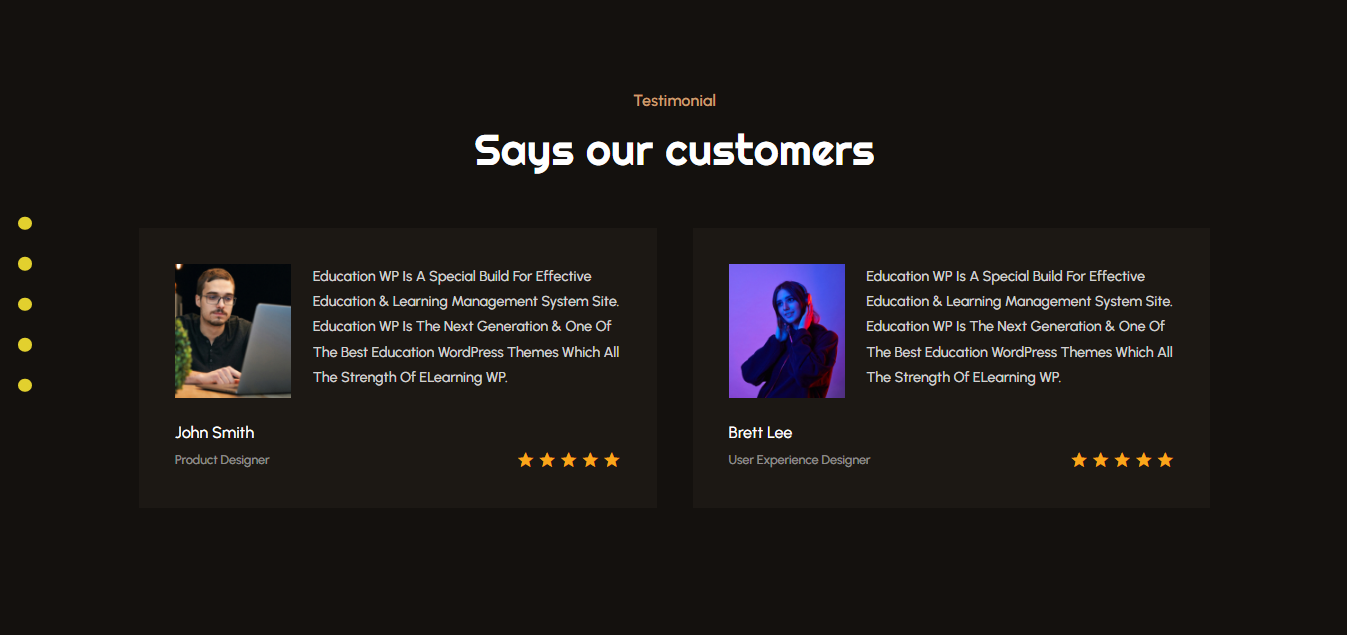 Testimonial
Says our customers
Education WP Is A Special Build For Effective
Education & Learning Management System Site.
Education WP Is The Next Generation & One Of
The Best Education WordPress Themes Which All
The Strength Of ELearning WP.
John Smith
Product Designer
Education WP Is A Special Build For Effective
Education & Learning Management System Site.
Education WP Is The Next Generation & One Of
The Best Education WordPress Themes Which All
The Strength Of ELearning WP.
Brett Lee
User Experience Designer